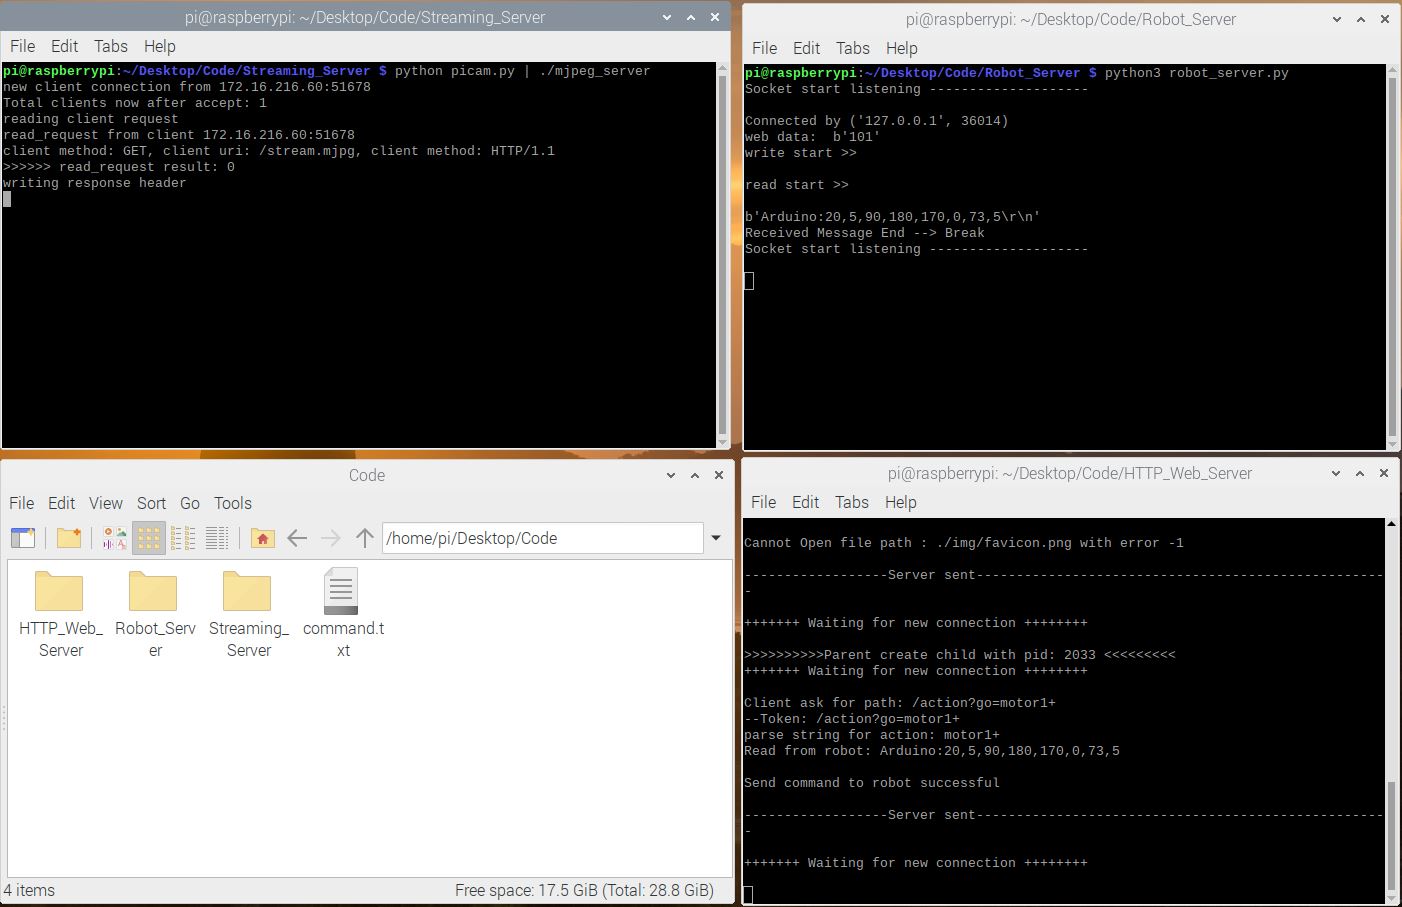 pi@raspberrypi: ~/Desktop/Code/Streaming_Server
File Edit Tabs Help
pi@raspberrypi:~/Desktop/Code/Streaming_Server $ python picam.py | ./mjpeg_server
new client connection from 172.16.216.60:51678
Total clients now after accept: 1
reading client request
read_request from client 172.16.216.60:51678
client method: GET, client uri: /stream.mjpg, client method: HTTP/1.1
>>>>>> read_request result: 0
writing response header
pi@raspberrypi: ~/Desktop/Code/Robot_Server
File Edit Tabs Help
pi@raspberrypi:~/Desktop/Code/Robot_Server $ python3 robot_server.py
Socket start listening --------------------
Connected by ('127.0.0.1', 36014)
web data:  b'101'
write start >>
read start >>
b'Arduino:20,5,90,180,170,0,73,5\r\n'
Received Message End --> Break
Socket start listening --------------------
Code
File Edit View Sort Go Tools
/home/pi/Desktop/Code
HTTP_Web_
Server
Robot_Serv
er
Streaming_
Server
command.t
xt
4 items
Free space: 17.5 GiB (Total: 28.8 GiB)
pi@raspberrypi: ~/Desktop/Code/HTTP_Web_Server
File Edit Tabs Help
Cannot Open file path : ./img/favicon.png with error -1
------------------Server sent---------------------------------------------------
-
+++++++ Waiting for new connection ++++++++
>>>>>>>>>>Parent create child with pid: 2033 <<<<<<<<<
+++++++ Waiting for new connection ++++++++
Client ask for path: /action?go=motor1+
--Token: /action?go=motor1+
parse string for action: motor1+
Read from robot: Arduino:20,5,90,180,170,0,73,5
Send command to robot successful
------------------Server sent---------------------------------------------------
-
+++++++ Waiting for new connection ++++++++